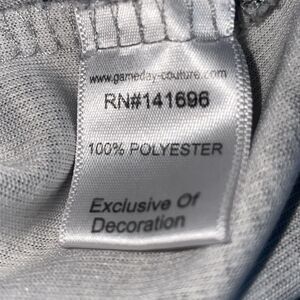 www.gameday-couture.com
RN#141696
100% POLYESTER
Exclusive Of
Decoration